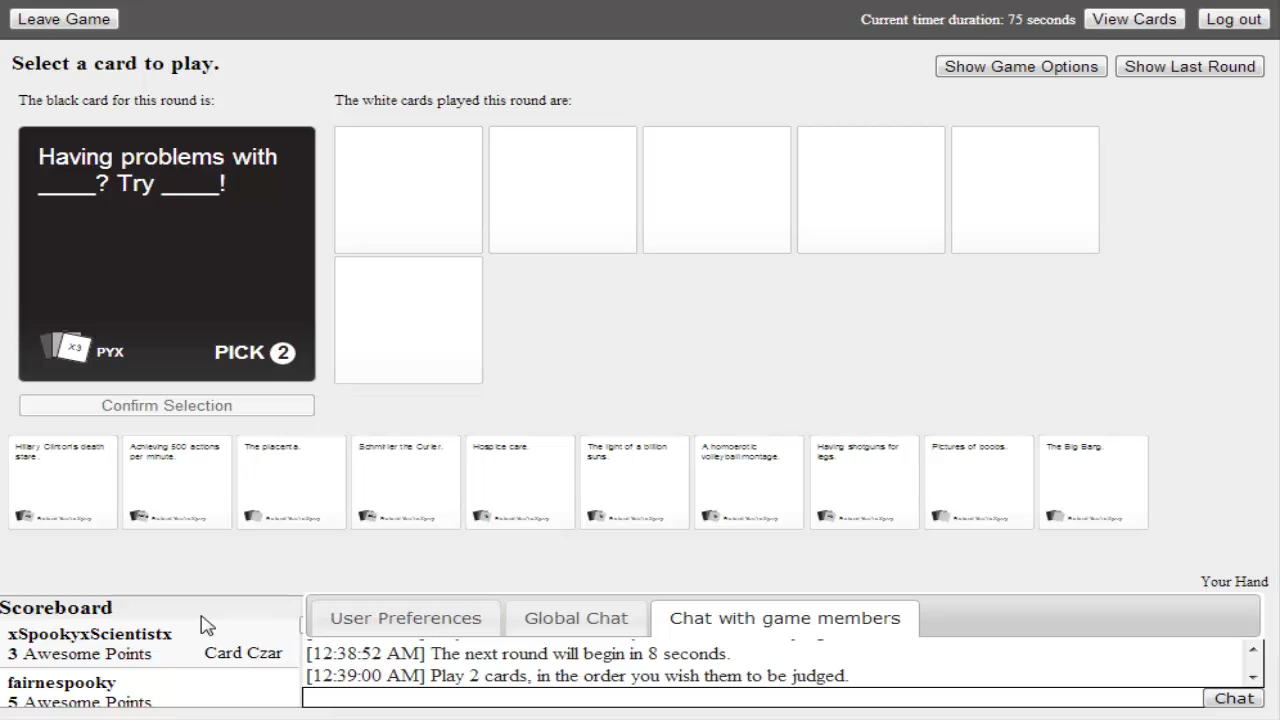 Leave Game
Current timer duration: 75 seconds
View Cards
Log out
Select a card to play.
Show Game Options
Show Last Round
The black card for this round is:
The white cards played this round are:
Having problems with
____? Try ____!
X3
PYX
PICK 2
Confirm Selection
Hillary Clinton's death
stare.
Achieving 500 actions
per minute.
The placenta.
Schmitler the Curler.
Hospice care.
The light of a billion
suns.
A homoerotic
volleyball montage.
Having shotguns for
legs.
Pictures of boobs.
The Big Bang.
Your Hand
Scoreboard
xSpookyxScientistx
3 Awesome Points
Card Czar
fairnespooky
5 Awesome Points
User Preferences
Global Chat
Chat with game members
[12:38:52 AM] The next round will begin in 8 seconds.
[12:39:00 AM] Play 2 cards, in the order you wish them to be judged.
Chat